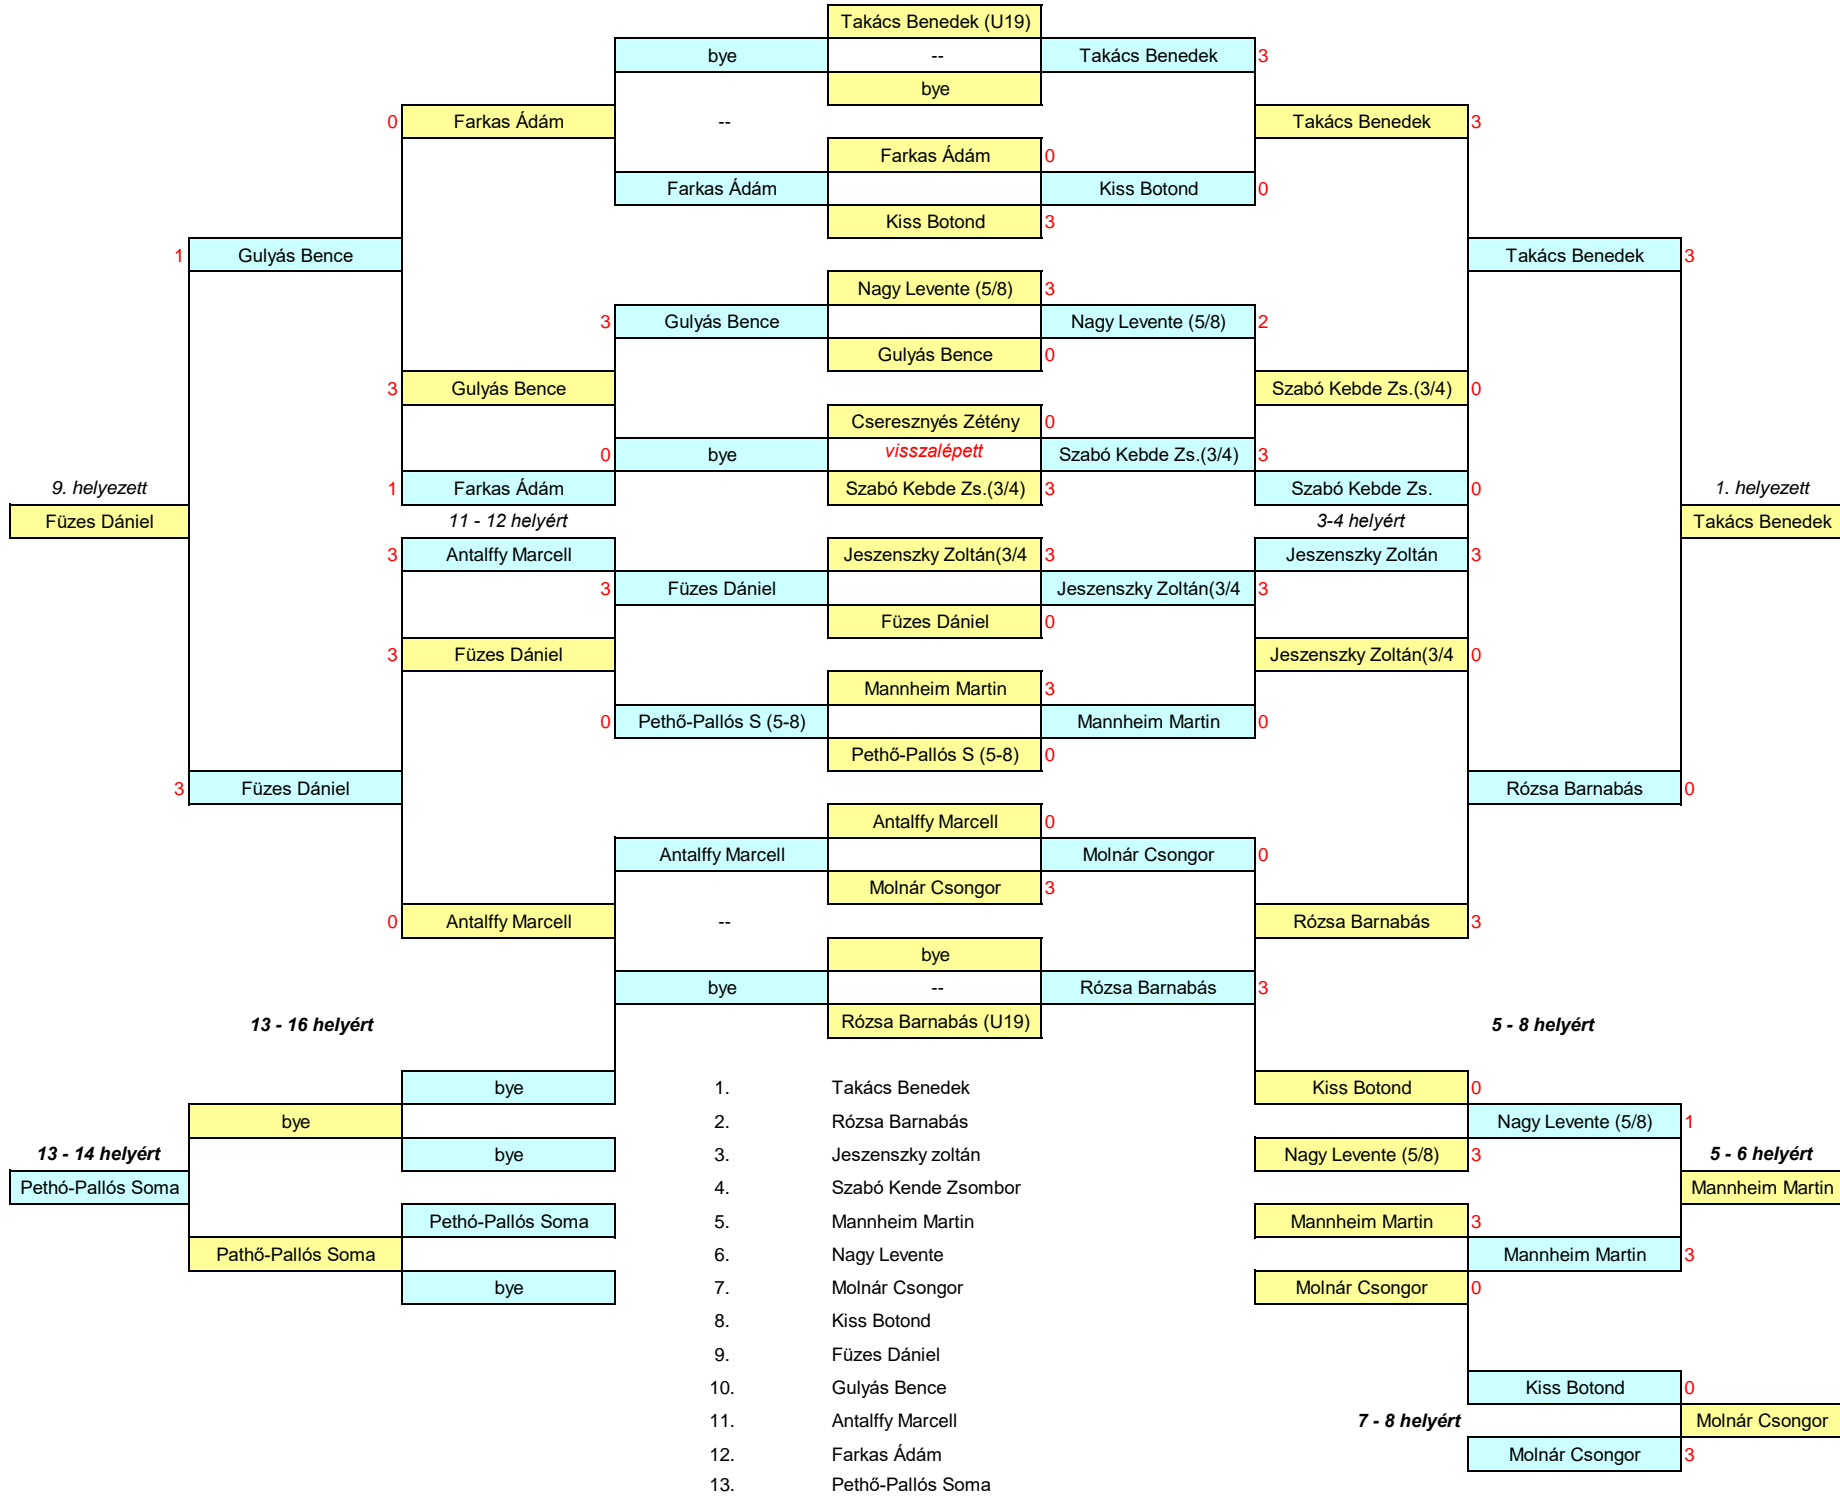 Takács Benedek (U19)
bye -- Takács Benedek 3
bye
0 Farkas Ádám -- Takács Benedek 3
Farkas Ádám 0
Farkas Ádám Kiss Botond 0
Kiss Botond 3
1 Gulyás Bence Takács Benedek 3
Nagy Levente (5/8) 3
3 Gulyás Bence Nagy Levente (5/8) 2
Gulyás Bence 0
3 Gulyás Bence Szabó Kebde Zs.(3/4) 0
Cseresznyés Zétény 0
0 bye visszalépett Szabó Kebde Zs.(3/4) 3
9. helyezett 1 Farkas Ádám Szabó Kebde Zs.(3/4) 3 Szabó Kebde Zs. 0 1. helyezett
Füzes Dániel 11 - 12 helyért 3-4 helyért Takács Benedek
3 Antalffy Marcell Jeszenszky Zoltán(3/4 3 Jeszenszky Zoltán 3
3 Füzes Dániel Jeszenszky Zoltán(3/4 3
Füzes Dániel 0
3 Füzes Dániel Jeszenszky Zoltán(3/4 0
Mannheim Martin 3
0 Pethő-Pallós S (5-8) Mannheim Martin 0
Pethő-Pallós S (5-8) 0
3 Füzes Dániel Rózsa Barnabás 0
Antalffy Marcell 0
Antalffy Marcell Molnár Csongor 0
Molnár Csongor 3
0 Antalffy Marcell -- Rózsa Barnabás 3
bye
bye -- Rózsa Barnabás 3
13 - 16 helyért Rózsa Barnabás (U19) 5 - 8 helyért
bye 1. Takács Benedek Kiss Botond 0
bye 2. Rózsa Barnabás Nagy Levente (5/8) 1
13 - 14 helyért bye 3. Jeszenszky zoltán Nagy Levente (5/8) 3 5 - 6 helyért
Pethó-Pallós Soma 4. Szabó Kende Zsombor Mannheim Martin
Pethó-Pallós Soma 5. Mannheim Martin Mannheim Martin 3
Pathő-Pallós Soma 6. Nagy Levente Mannheim Martin 3
bye 7. Molnár Csongor Molnár Csongor 0
8. Kiss Botond
9. Füzes Dániel
10. Gulyás Bence Kiss Botond 0
11. Antalffy Marcell 7 - 8 helyért Molnár Csongor
12. Farkas Ádám Molnár Csongor 3
13. Pethő-Pallós Soma